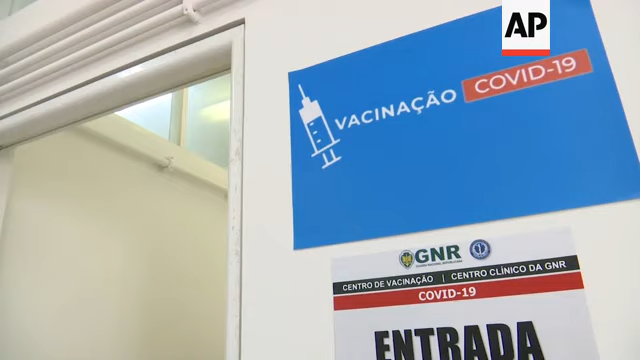 AP
VACINAÇÃO COVID-19
GNR
CENTRO DE VACINAÇÃO | CENTRO CLÍNICO DA GNR
COVID-19
ENTRADA